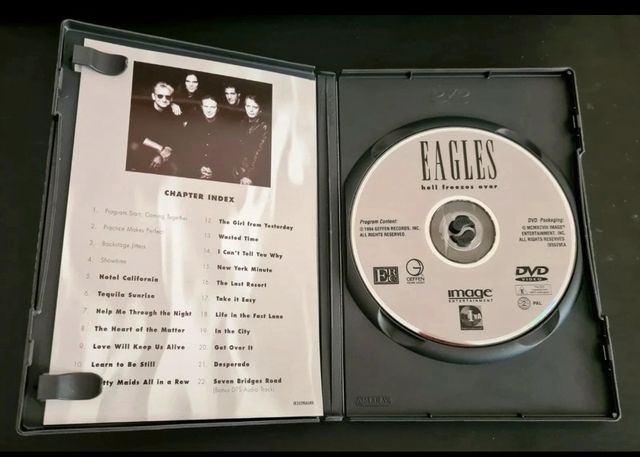 CHAPTER INDEX
1. Program Start: Coming Together
2. Practice Makes Perfect
3. Backstage Jitters
4. Showtime
5. Hotel California
6. Tequila Sunrise
7. Help Me Through the Night
8. The Heart of the Matter
9. Love Will Keep Us Alive
10. Learn to Be Still
tty Maids All in a Row
12. The Girl from Yesterday
13. Wasted Time
14. I Can't Tell You Why
15. New York Minute
16. The Last Resort
17. Take it Easy
18. Life in the Fast Lane
19. In the City
20. Get Over It
21. Desperado
22. Seven Bridges Road
(Bonus DTS Audio Track)
DVD
EAGLES
hell freezes over
Program Content:
© 1994 GEFFEN RECORDS, INC.
ALL RIGHTS RESERVED.
DVD Packaging:
© MCMXCVIII IMAGE
ENTERTAINMENT, INC.
ALL RIGHTS RESERVED.
ERC
GEFFEN
image
ENTERTAINMENT
DVD
VIDEO
2 PAL
AMARAY